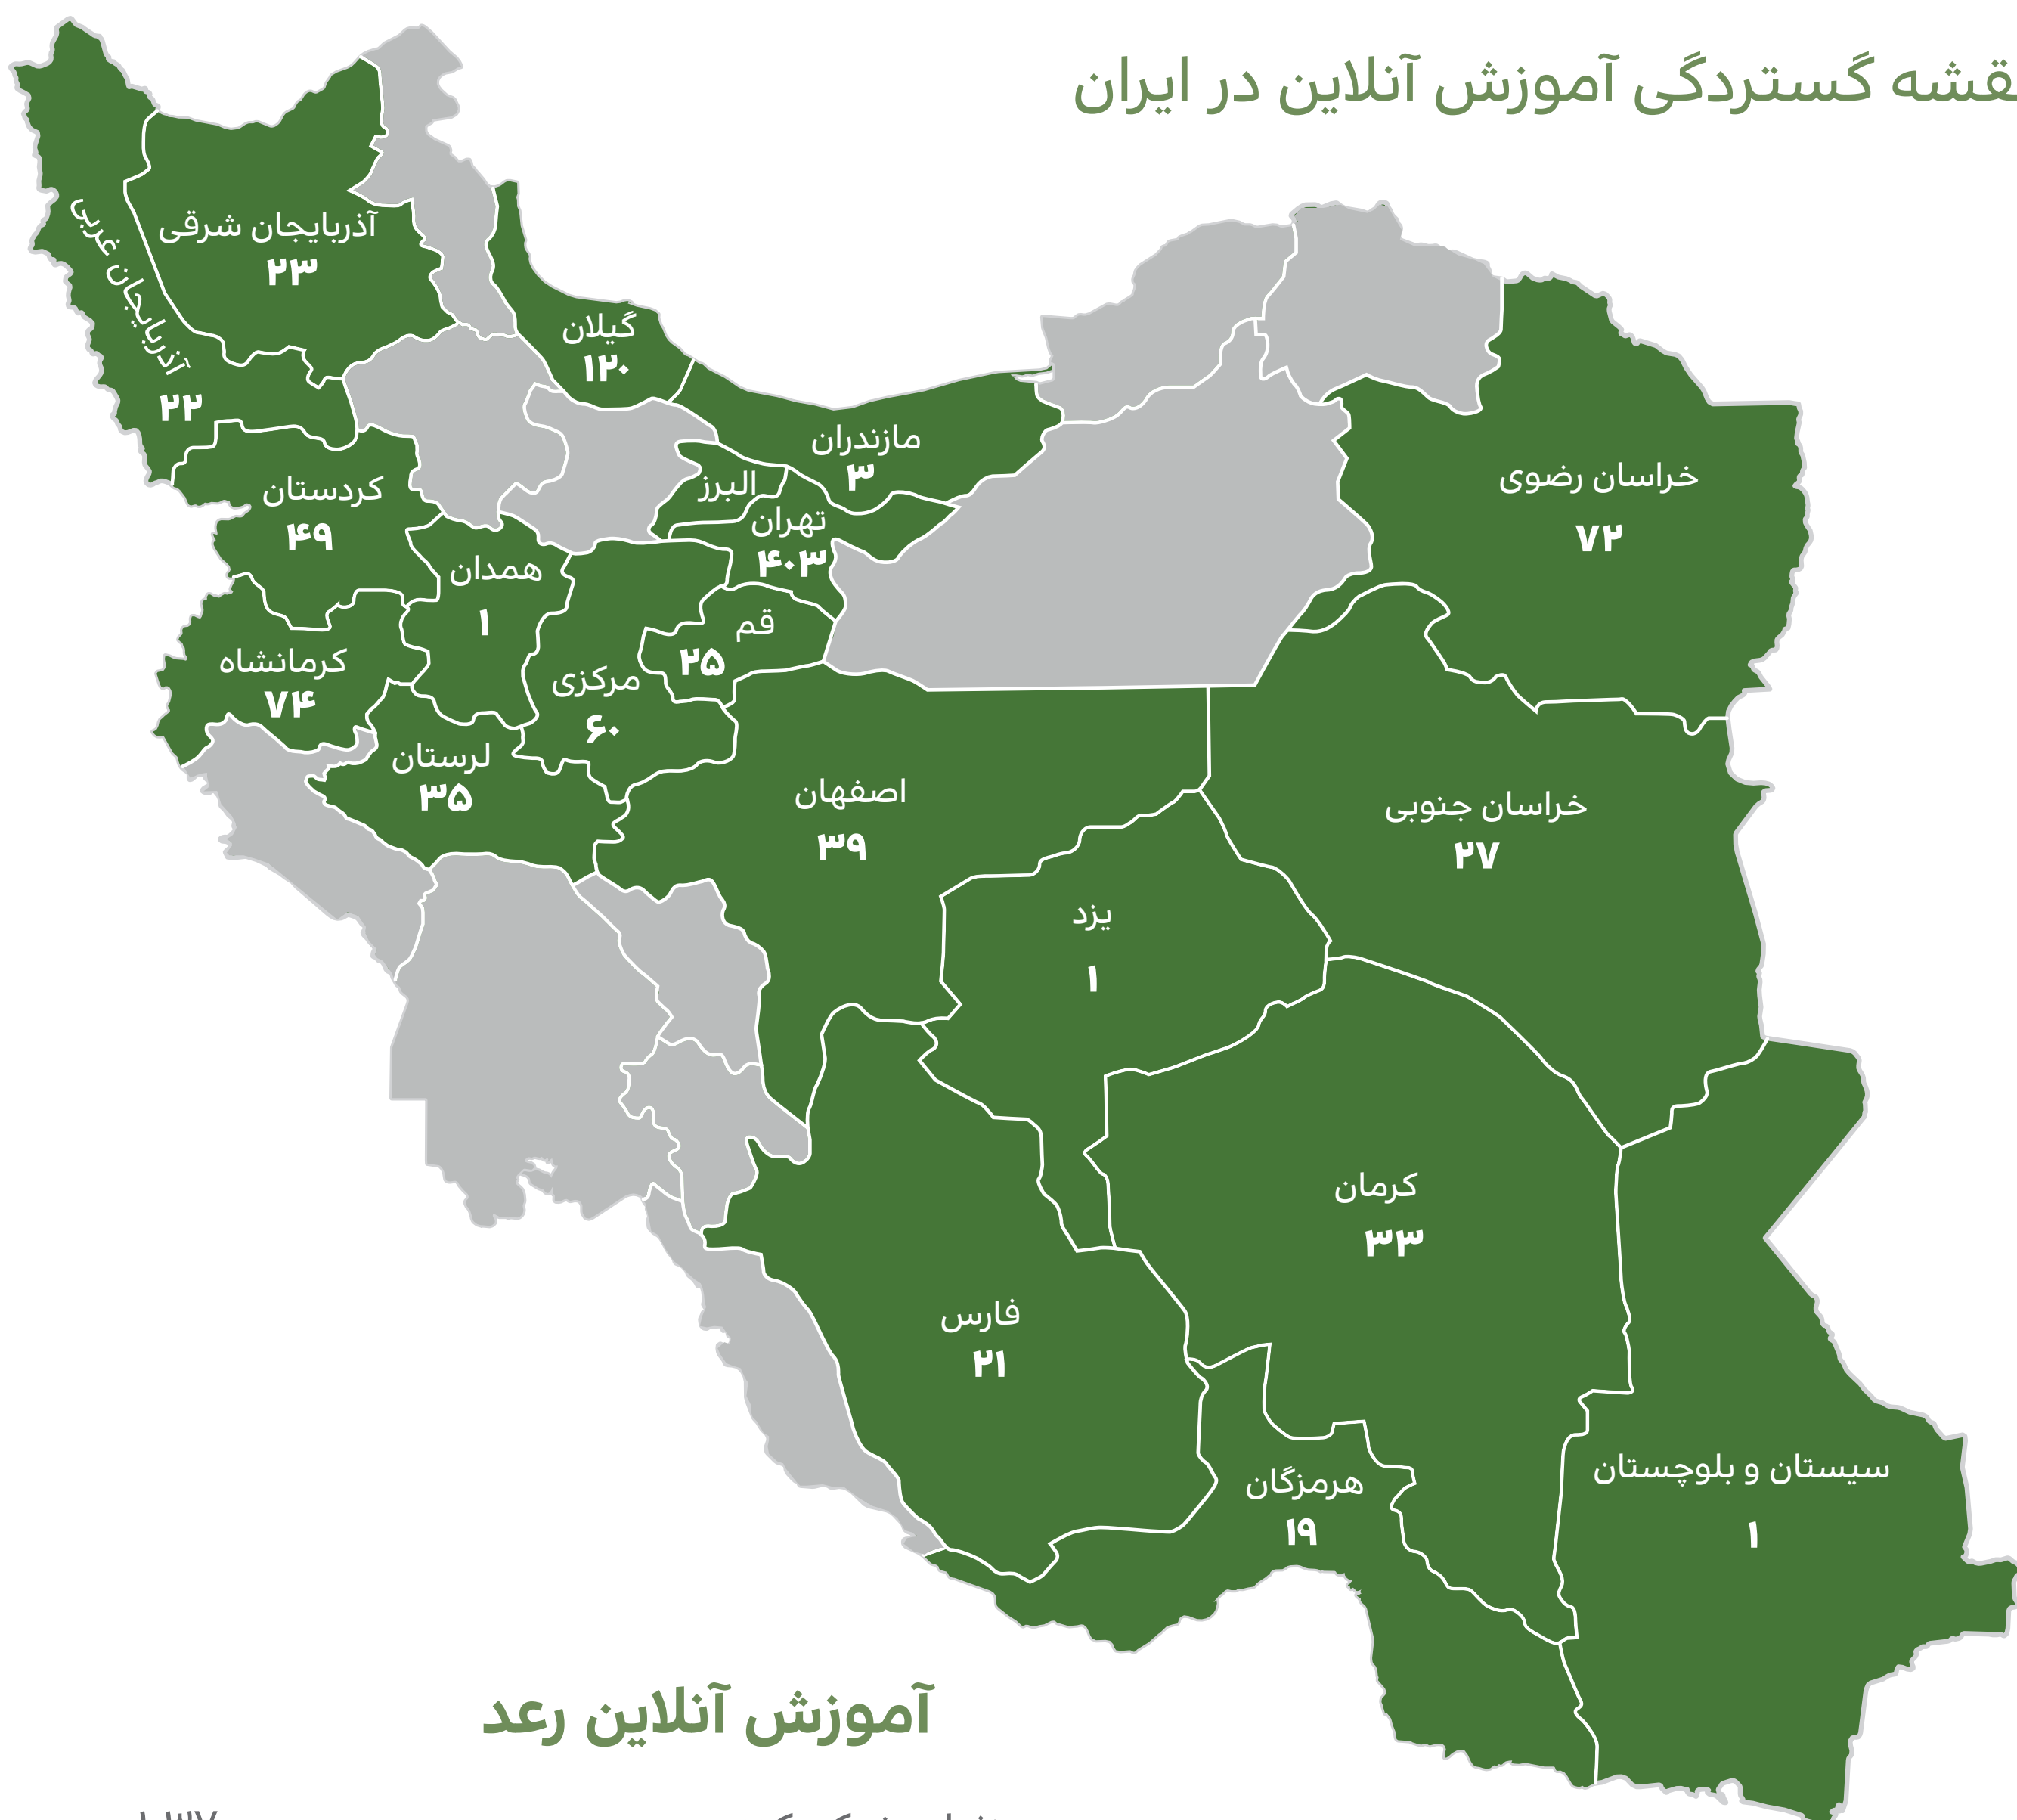 نقشه گستردگی آموزش آنلاین در ایران
آذربایجان شرقی
۲۳
آذربایجان غربی
۲۲
گیلان
۱۲۰
مازندران
۳
البرز
تهران
۴۰۳
خراسان رضوی
۷۲
کردستان
۴۹
همدان
۱
قم
۲۵
کرمانشاه
۷۴
مرکزی
۶۰
لرستان
۳۵
اصفهان
۳۹
خراسان جنوبی
۲۷
یزد
۱
کرمان
۳۳
فارس
۲۱
هرمزگان
۱۹
سیستان و بلوچستان
۱
آموزش آنلاین رعد